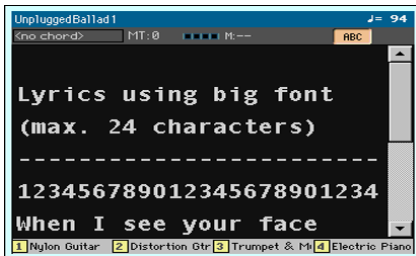 UnpluggedBallad1 ♩= 94
<no chord> MT:0 M:-- ABC
Lyrics using big font
(max. 24 characters)
------------------------
123456789012345678901234
When I see your face
1 Nylon Guitar 2 Distortion Gtr 3 Trumpet & M 4 Electric Piano